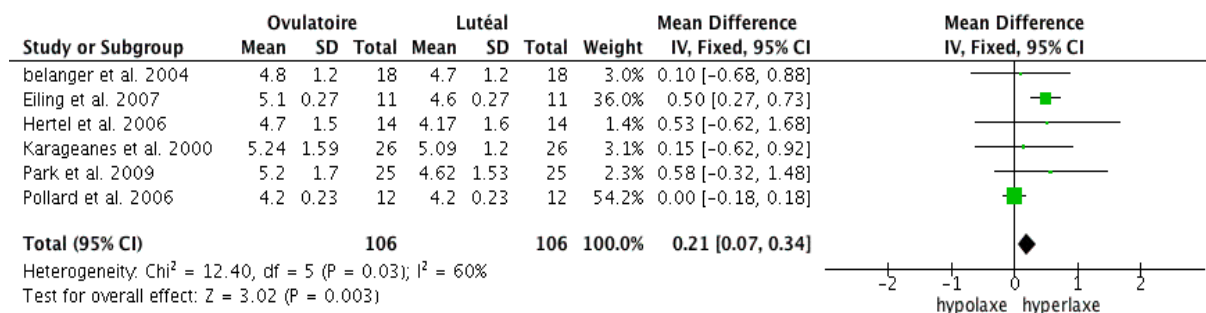 Ovulatoire Lutéal Mean Difference Mean Difference
Study or Subgroup Mean SD Total Mean SD Total Weight IV, Fixed, 95% CI IV, Fixed, 95% CI
belanger et al. 2004 4.8 1.2 18 4.7 1.2 18 3.0% 0.10 [-0.68, 0.88]
Eiling et al. 2007 5.1 0.27 11 4.6 0.27 11 36.0% 0.50 [0.27, 0.73]
Hertel et al. 2006 4.7 1.5 14 4.17 1.6 14 1.4% 0.53 [-0.62, 1.68]
Karageanes et al. 2000 5.24 1.59 26 5.09 1.2 26 3.1% 0.15 [-0.62, 0.92]
Park et al. 2009 5.2 1.7 25 4.62 1.53 25 2.3% 0.58 [-0.32, 1.48]
Pollard et al. 2006 4.2 0.23 12 4.2 0.23 12 54.2% 0.00 [-0.18, 0.18]
Total (95% CI) 106 106 100.0% 0.21 [0.07, 0.34]
Heterogeneity: Chi² = 12.40, df = 5 (P = 0.03); I² = 60%
Test for overall effect: Z = 3.02 (P = 0.003)
-2 -1 0 1 2
hypolaxe hyperlaxe